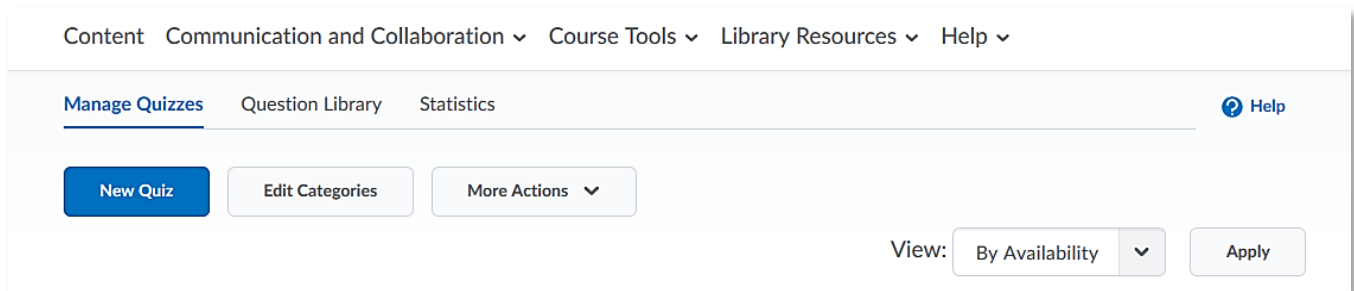 Content Communication and Collaboration Course Tools Library Resources Help
Manage Quizzes Question Library Statistics Help
New Quiz Edit Categories More Actions
View: By Availability Apply